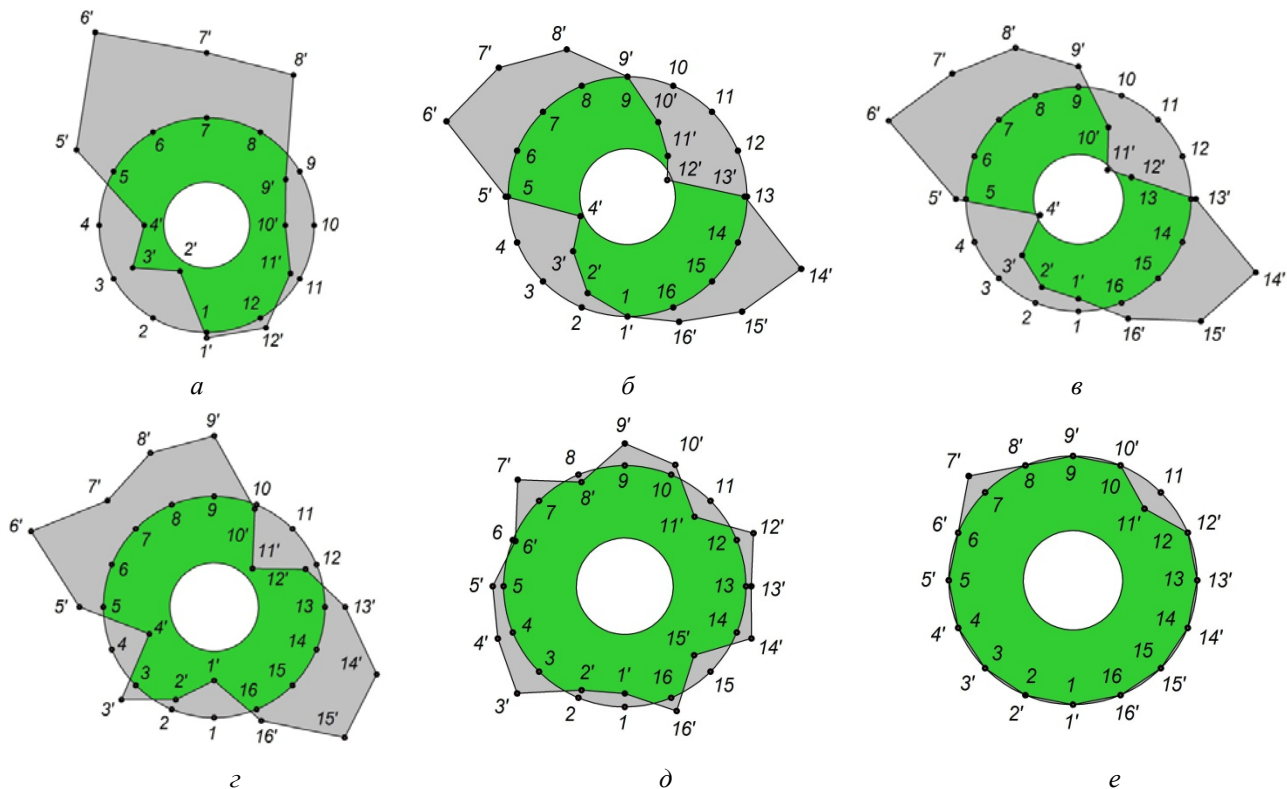 6' 7' 8'
5' 6 7 8 9
5 9'
4 4' 10' 10
3' 2' 11'
3 1 12 11
2 1' 12'
а
8' 9' 10
7' 9 10' 11
6' 8 11' 12
7 12'
6 13' 13
5' 5 4'
4 3' 14
3 2' 15 14'
2 1 16
1' 16' 15'
б
8' 9' 10
7' 9 11
6' 8 10' 12
7 11' 12'
6 13 13'
5' 5 4'
4 3' 14
3 2' 1' 15 14'
2 16
1 16' 15'
в
8' 9'
7' 9 10
6' 8 10' 11
7 11' 12
6 12'
5' 5 13 13'
4 4' 14
3 1' 15 14'
3' 2' 16
2 1 16' 15'
г
9' 10'
7' 8 9 10 11
8' 11' 12'
7 12
6 6'
5' 5 13 13'
4' 4 14 14'
3 15'
3' 2' 1' 16 15
2 1 16'
д
9'
7' 8' 9 10' 11
8 10
6' 7 11' 12'
6 12
5' 5 13 13'
4' 4 14 14'
3' 3 15 15'
2 1 16
2' 1' 16'
е